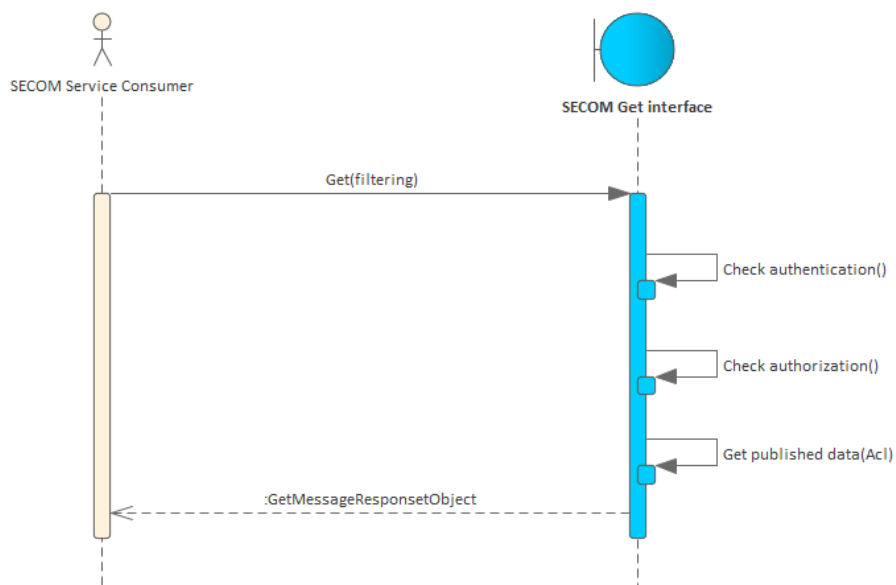 SECOM Service Consumer
SECOM Get interface
Get(filtering)
Check authentication()
Check authorization()
Get published data(Acl)
:GetMessageResponsetObject